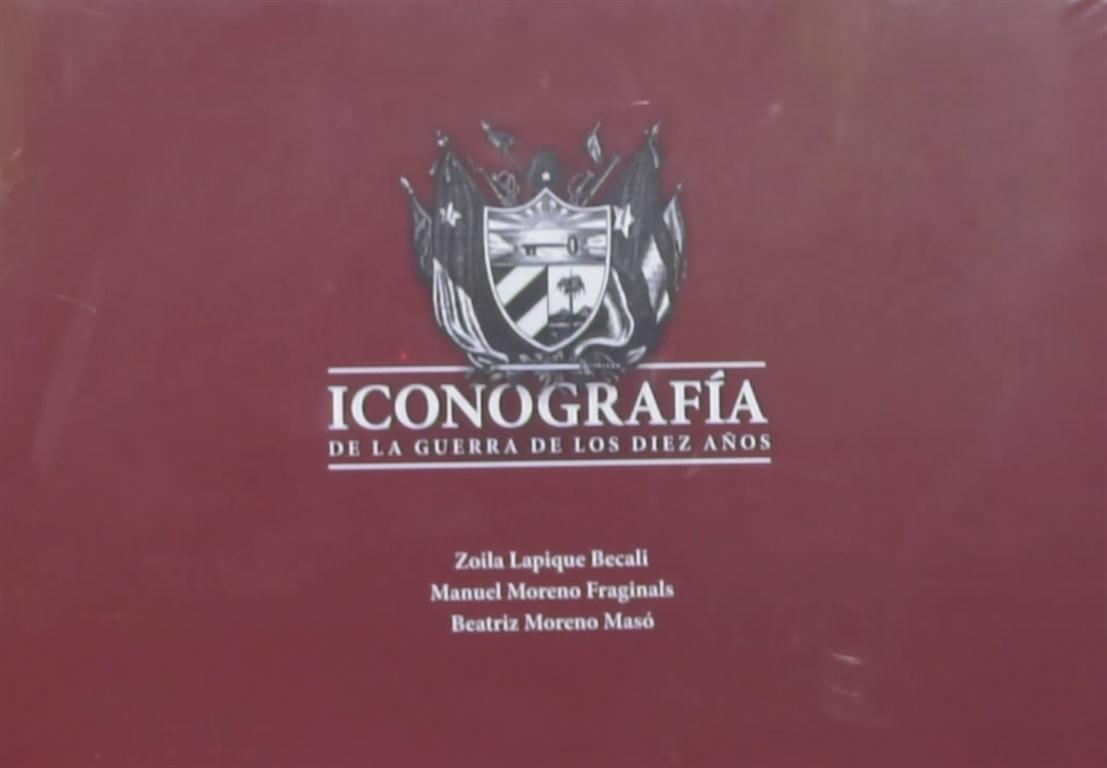 ICONOGRAFÍA
DE LA GUERRA DE LOS DIEZ AÑOS
Zoila Lapique Becali
Manuel Moreno Fraginals
Beatriz Moreno Masó